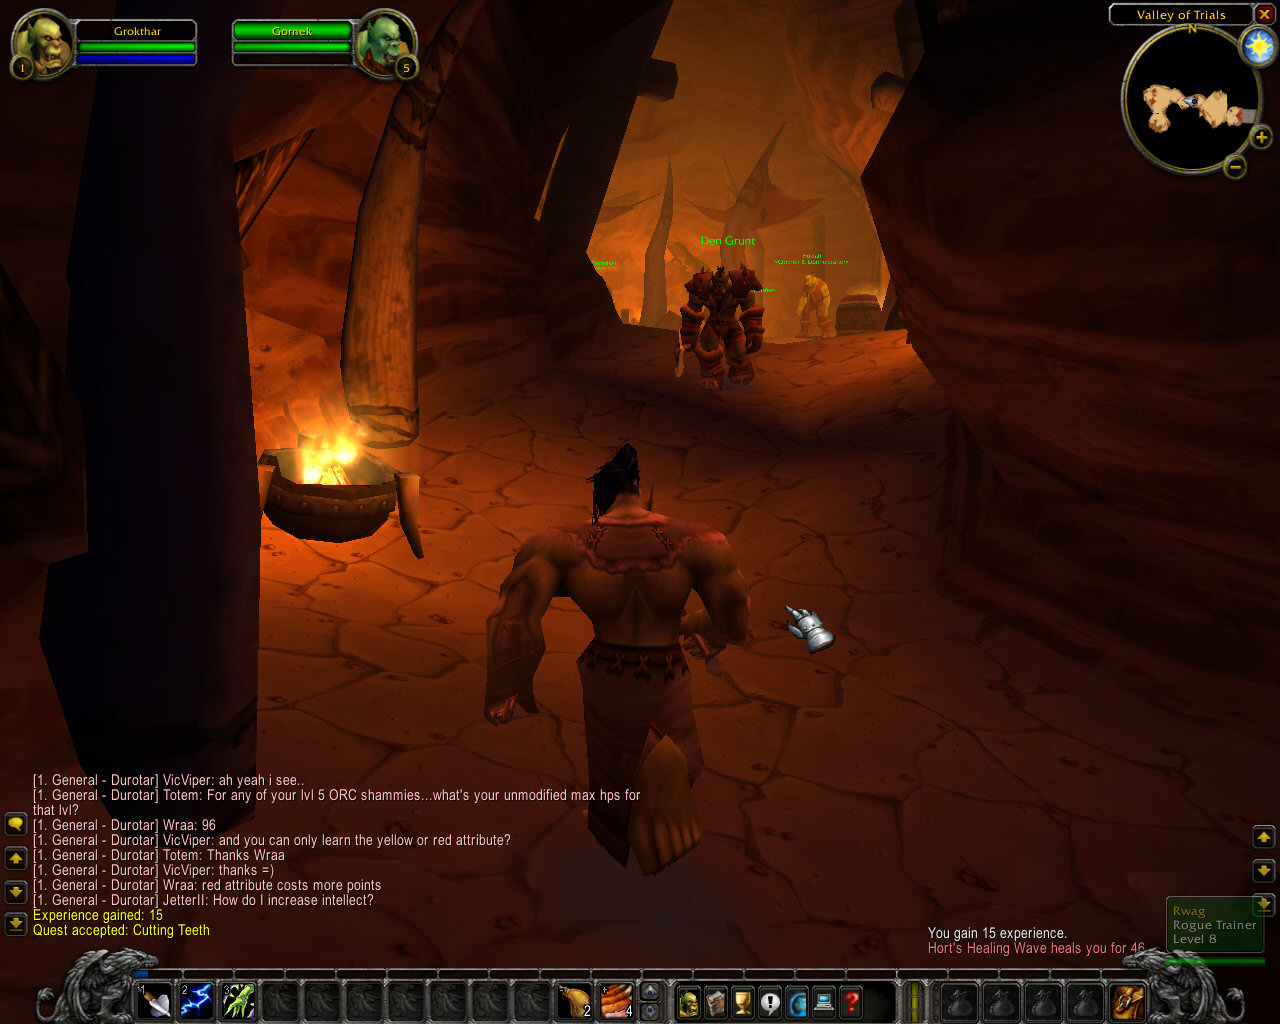 Grokthar
1
Gornek
5
Valley of Trials
N
Den Grunt
[1. General - Durotar] VicViper: ah yeah i see..
[1. General - Durotar] Totem: For any of your lvl 5 ORC shammies...what's your unmodified max hps for
that lvl?
[1. General - Durotar] Wraa: 96
[1. General - Durotar] VicViper: and you can only learn the yellow or red attribute?
[1. General - Durotar] Totem: Thanks Wraa
[1. General - Durotar] VicViper: thanks =)
[1. General - Durotar] Wraa: red attribute costs more points
[1. General - Durotar] JetterII: How do I increase intellect?
Experience gained: 15
Quest accepted: Cutting Teeth
You gain 15 experience.
Hort's Healing Wave heals you for 46
Rwag
Rogue Trainer
Level 8
1
2
3
2
4